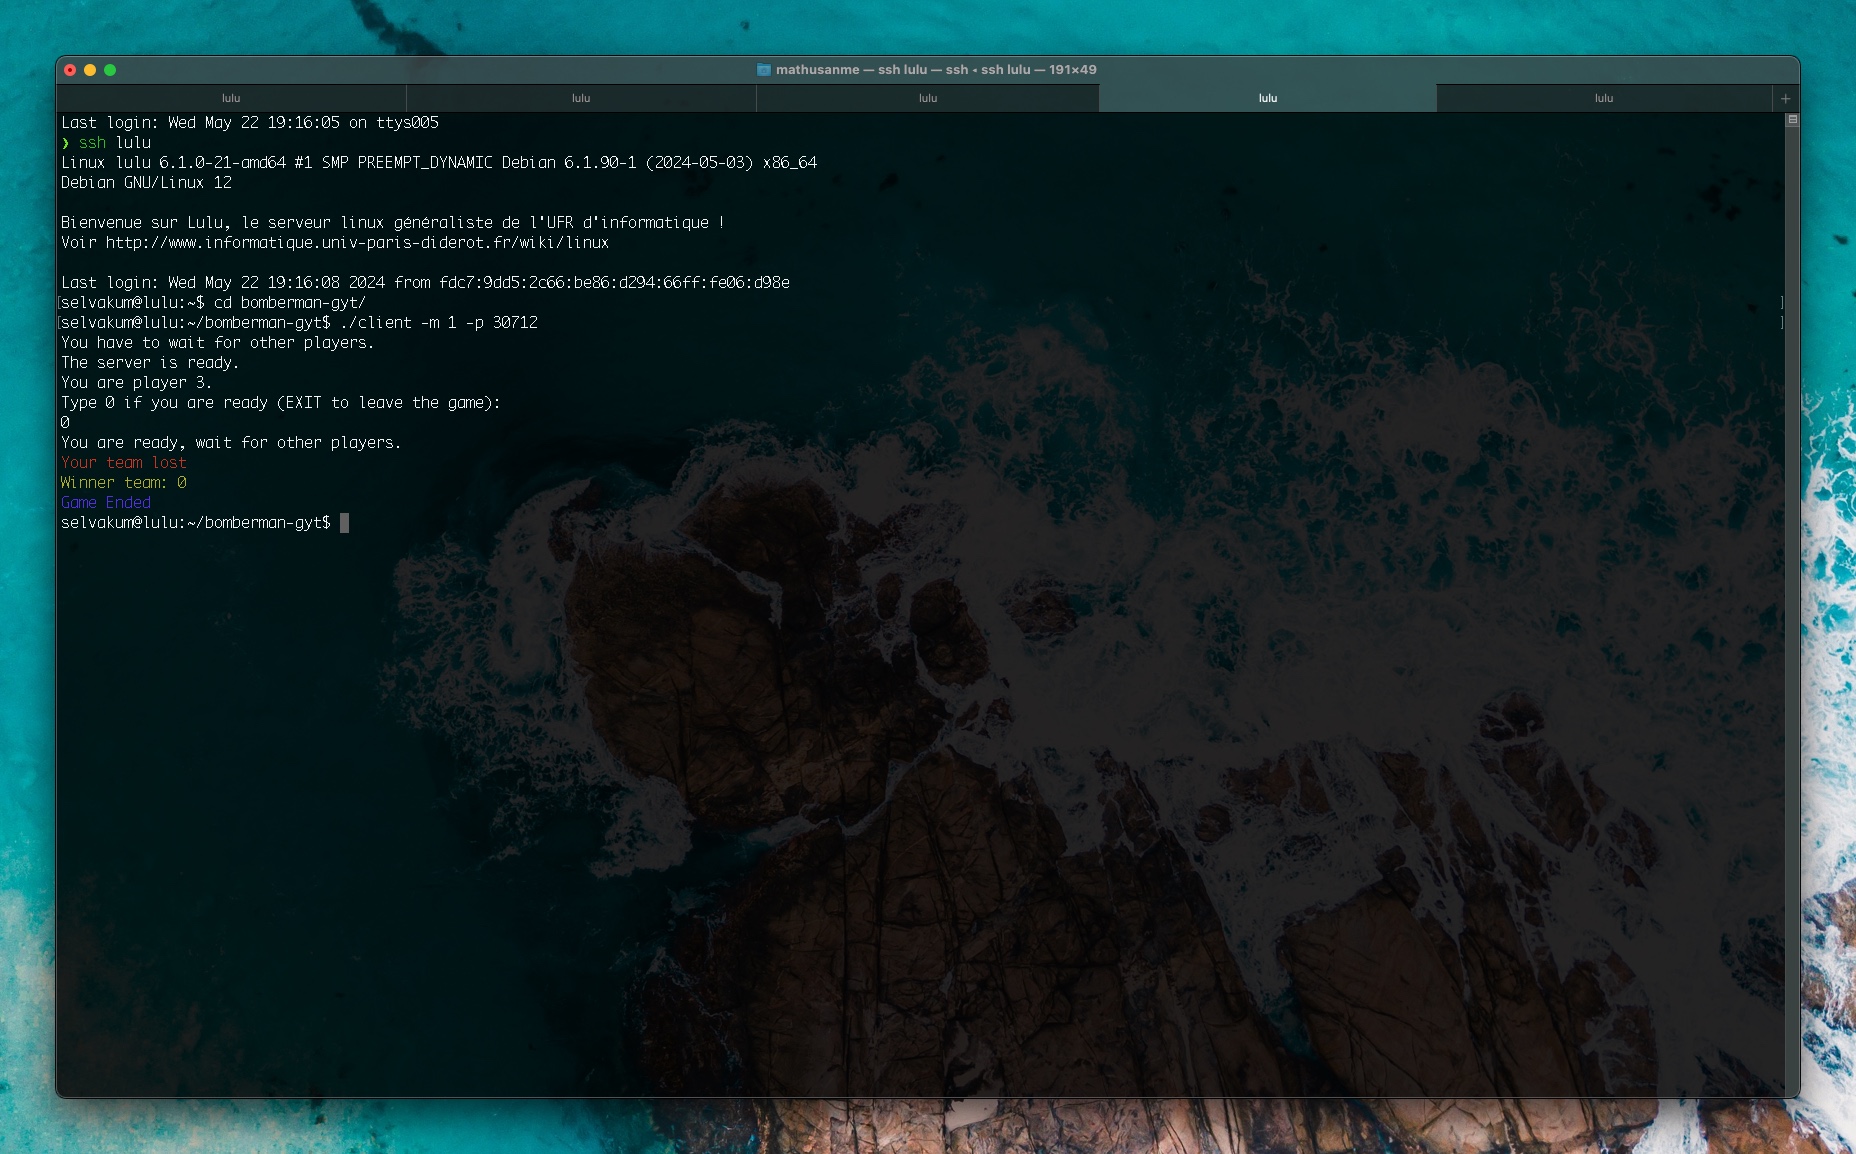 mathusanme — ssh lulu — ssh ◂ ssh lulu — 191×49
lulu lulu lulu lulu lulu +
Last login: Wed May 22 19:16:05 on ttys005
❯ ssh lulu
Linux lulu 6.1.0-21-amd64 #1 SMP PREEMPT_DYNAMIC Debian 6.1.90-1 (2024-05-03) x86_64
Debian GNU/Linux 12
Bienvenue sur Lulu, le serveur linux généraliste de l'UFR d'informatique !
Voir http://www.informatique.univ-paris-diderot.fr/wiki/linux
Last login: Wed May 22 19:16:08 2024 from fdc7:9dd5:2c66:be86:d294:66ff:fe06:d98e
[selvakum@lulu:~$ cd bomberman-gyt/ ]
[selvakum@lulu:~/bomberman-gyt$ ./client -m 1 -p 30712 ]
You have to wait for other players.
The server is ready.
You are player 3.
Type 0 if you are ready (EXIT to leave the game):
0
You are ready, wait for other players.
Your team lost
Winner team: 0
Game Ended
selvakum@lulu:~/bomberman-gyt$